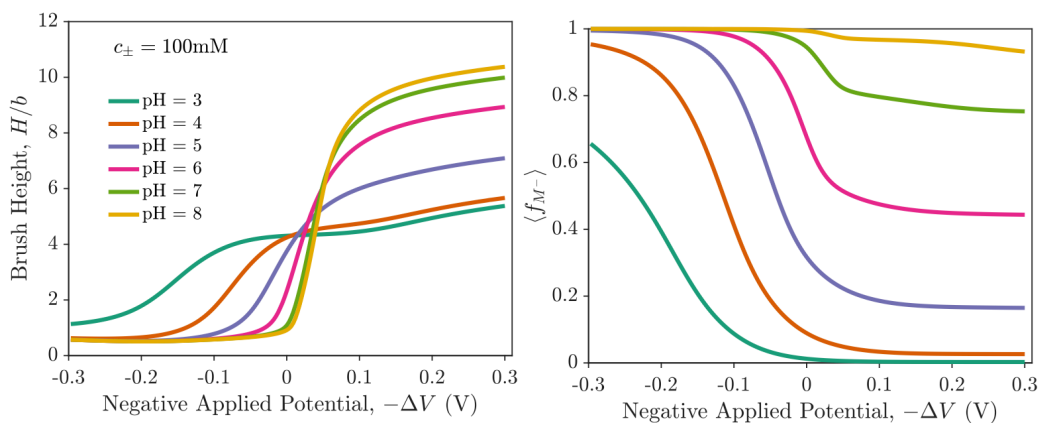 12
10
8
6
4
2
0
Brush Height, H/b
c± = 100mM
pH = 3
pH = 4
pH = 5
pH = 6
pH = 7
pH = 8
-0.3 -0.2 -0.1 0 0.1 0.2 0.3
Negative Applied Potential, −ΔV (V)
1
0.8
0.6
0.4
0.2
0
⟨f_M⁻⟩
-0.3 -0.2 -0.1 0 0.1 0.2 0.3
Negative Applied Potential, −ΔV (V)